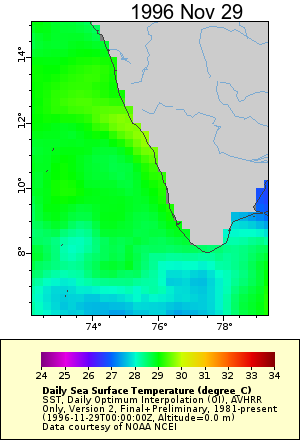 1996 Nov 29
14°
12°
10°
8°
74° 76° 78°
24 25 26 27 28 29 30 31 32 33 34
Daily Sea Surface Temperature (degree_C)
SST, Daily Optimum Interpolation (OI), AVHRR
Only, Version 2, Final+Preliminary, 1981-present
(1996-11-29T00:00:00Z, Altitude=0.0 m)
Data courtesy of NOAA NCEI